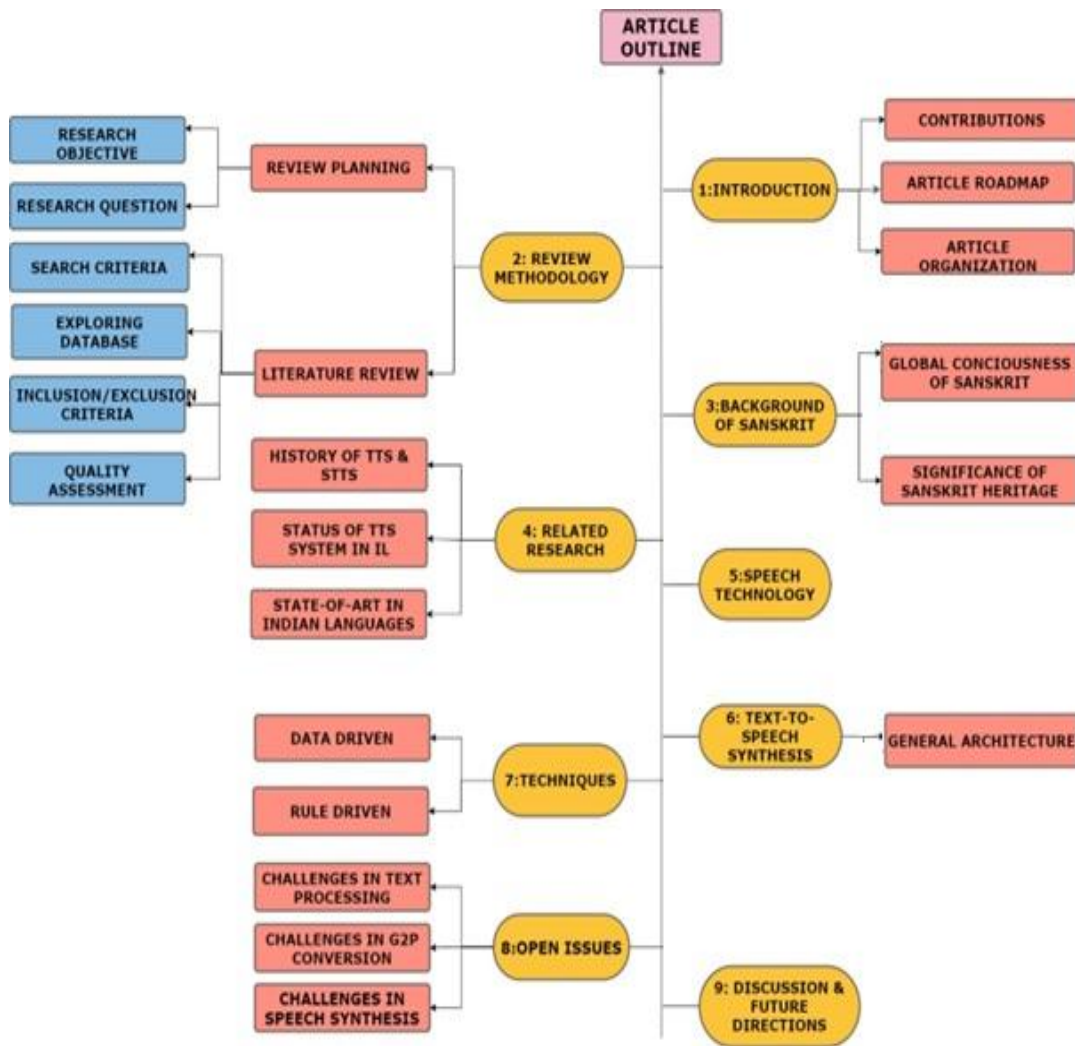 ARTICLE
OUTLINE
1:INTRODUCTION
CONTRIBUTIONS
ARTICLE ROADMAP
ARTICLE
ORGANIZATION
2: REVIEW
METHODOLOGY
REVIEW PLANNING
RESEARCH
OBJECTIVE
RESEARCH QUESTION
LITERATURE REVIEW
SEARCH CRITERIA
EXPLORING
DATABASE
INCLUSION/EXCLUSION
CRITERIA
QUALITY
ASSESSMENT
3:BACKGROUND
OF SANSKRIT
GLOBAL CONCIOUSNESS
OF SANSKRIT
SIGNIFICANCE OF
SANSKRIT HERITAGE
4: RELATED
RESEARCH
HISTORY OF TTS &
STTS
STATUS OF TTS
SYSTEM IN IL
STATE-OF-ART IN
INDIAN LANGUAGES
5:SPEECH
TECHNOLOGY
6: TEXT-TO-
SPEECH
SYNTHESIS
GENERAL ARCHITECTURE
7:TECHNIQUES
DATA DRIVEN
RULE DRIVEN
8:OPEN ISSUES
CHALLENGES IN TEXT
PROCESSING
CHALLENGES IN G2P
CONVERSION
CHALLENGES IN
SPEECH SYNTHESIS
9: DISCUSSION &
FUTURE
DIRECTIONS